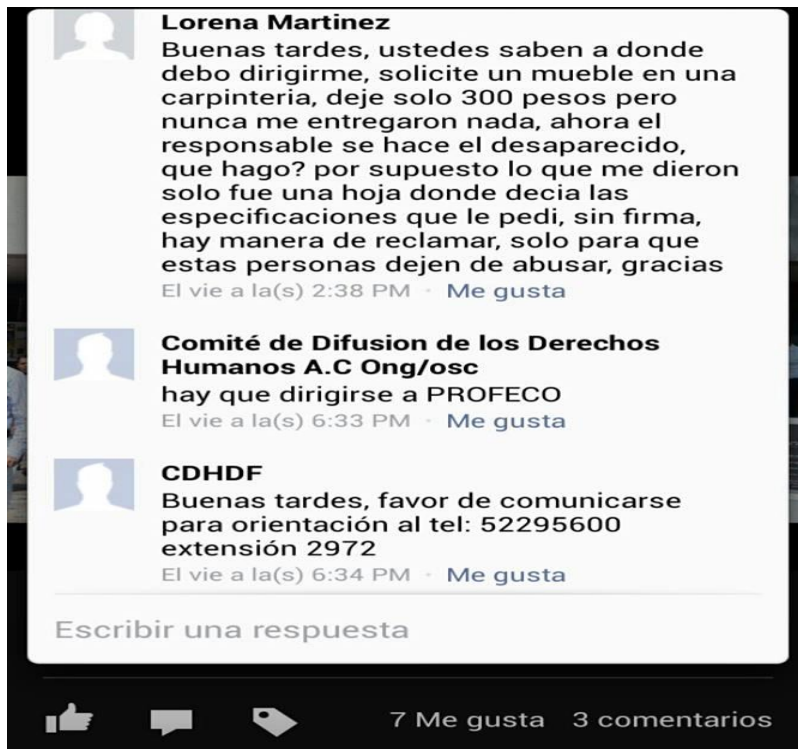 Lorena Martinez
Buenas tardes, ustedes saben a donde
debo dirigirme, solicite un mueble en una
carpinteria, deje solo 300 pesos pero
nunca me entregaron nada, ahora el
responsable se hace el desaparecido,
que hago? por supuesto lo que me dieron
solo fue una hoja donde decia las
especificaciones que le pedi, sin firma,
hay manera de reclamar, solo para que
estas personas dejen de abusar, gracias
El vie a la(s) 2:38 PM · Me gusta
Comité de Difusion de los Derechos
Humanos A.C Ong/osc
hay que dirigirse a PROFECO
El vie a la(s) 6:33 PM · Me gusta
CDHDF
Buenas tardes, favor de comunicarse
para orientación al tel: 52295600
extensión 2972
El vie a la(s) 6:34 PM · Me gusta
Escribir una respuesta
7 Me gusta 3 comentarios